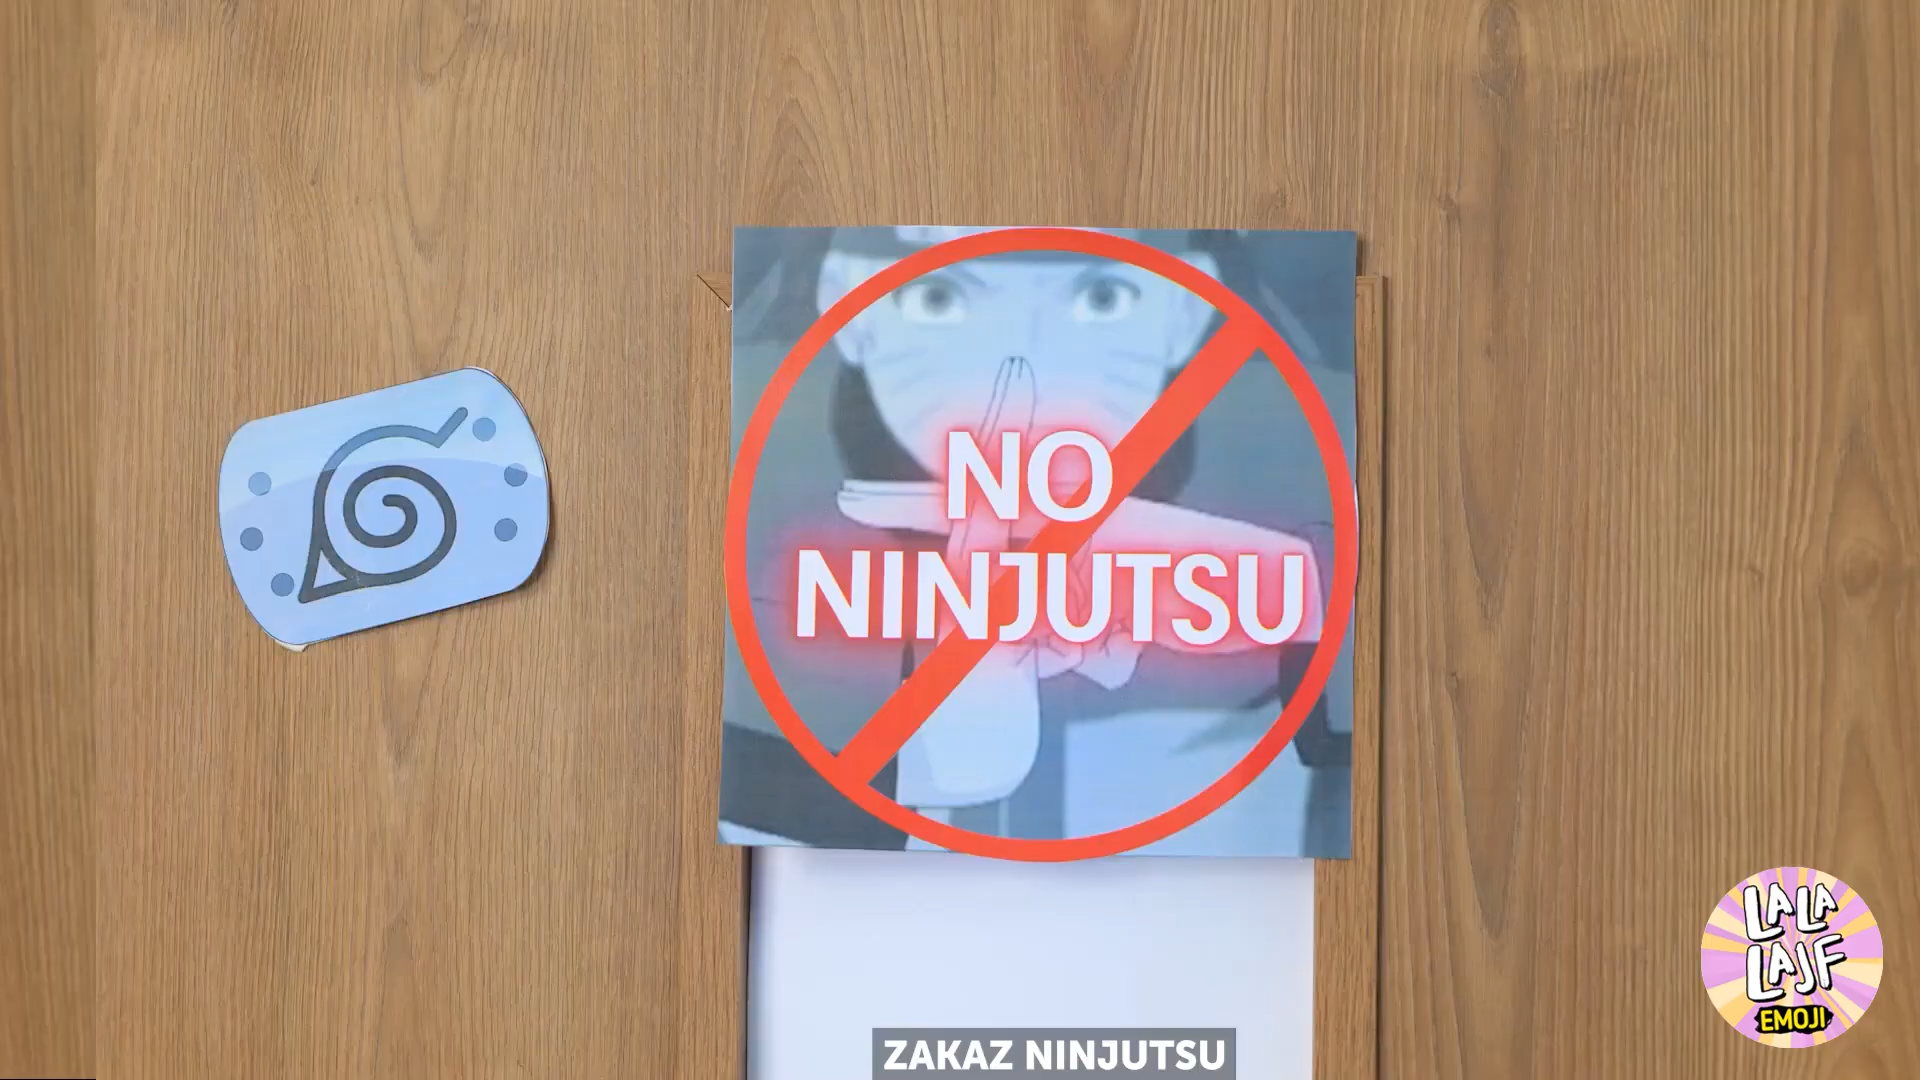 NO
NINJUTSU
LA LA
LAJF
EMOJI
ZAKAZ NINJUTSU